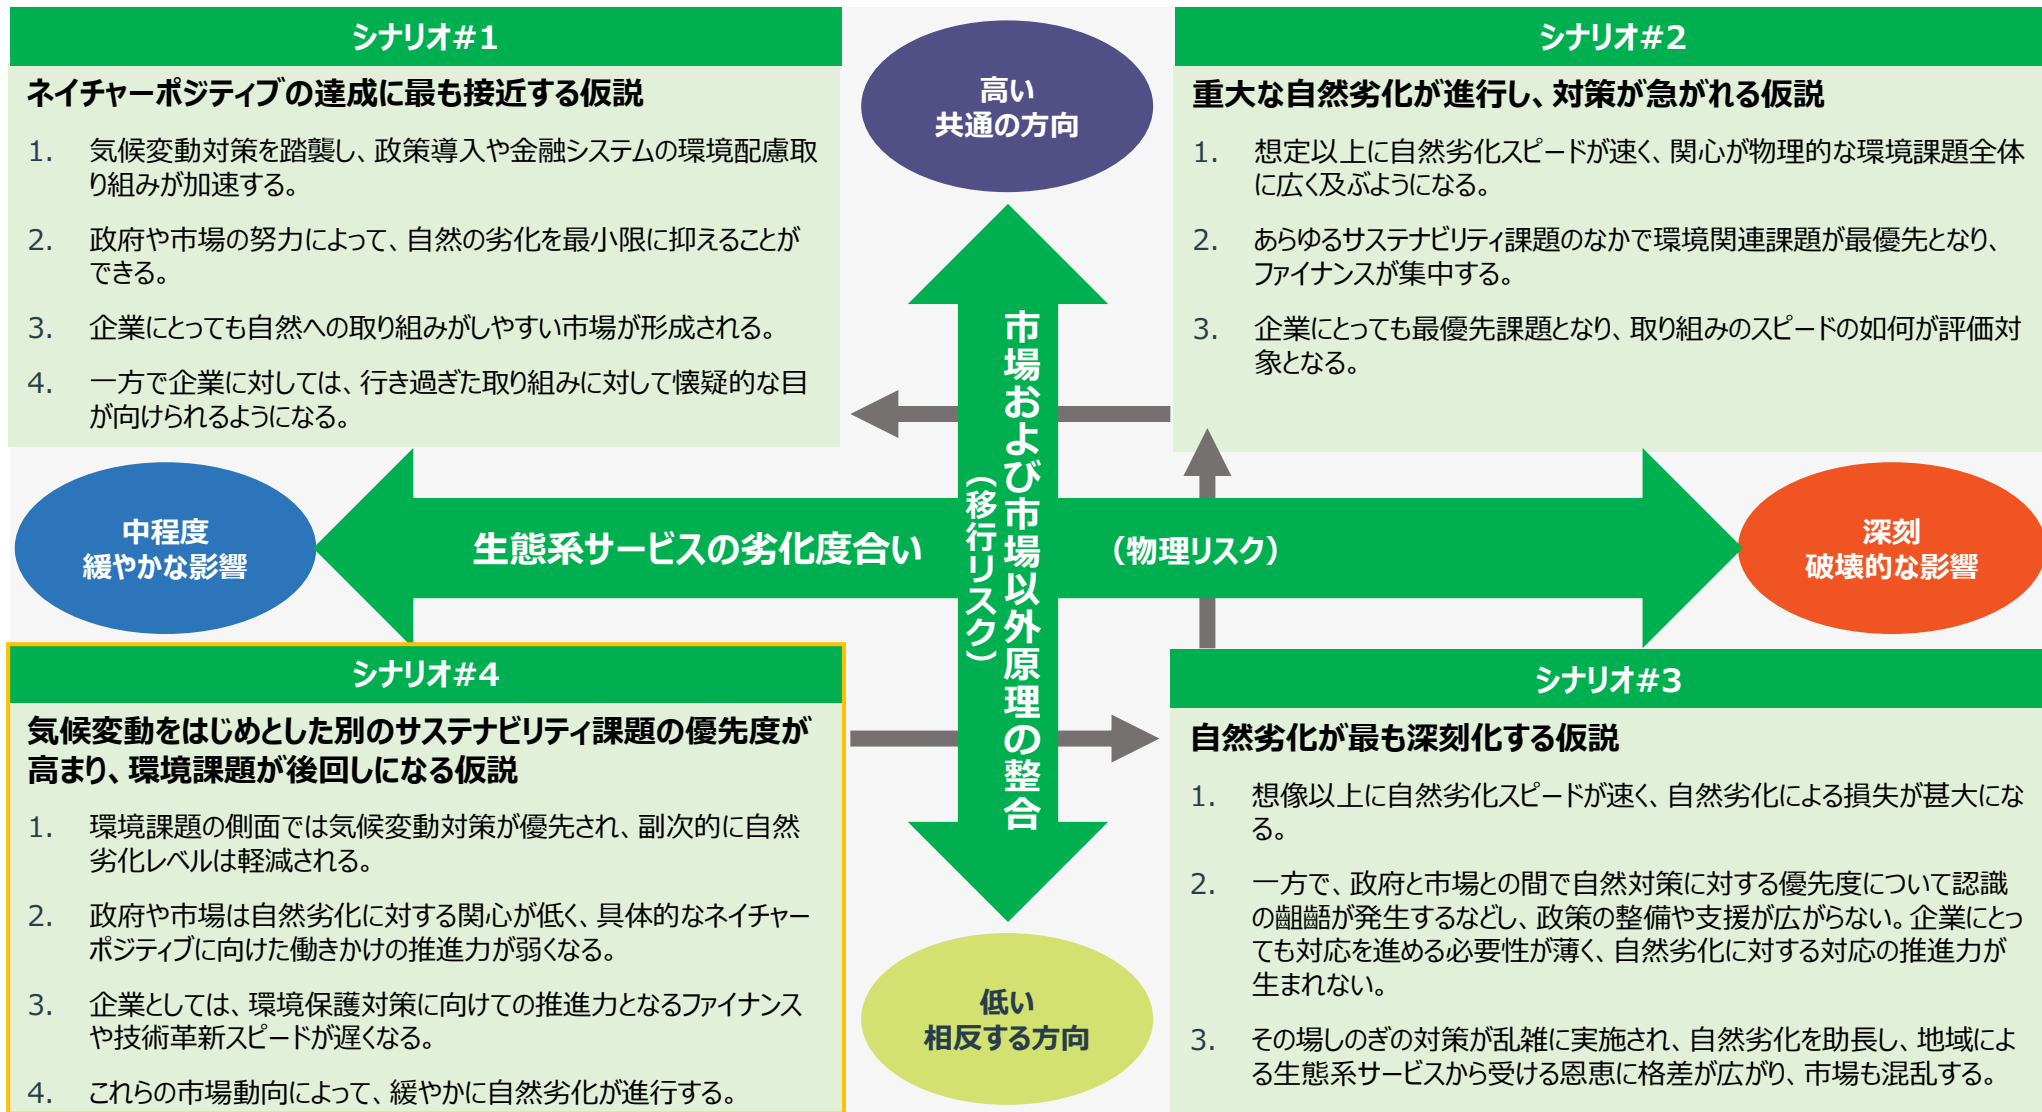 シナリオ#1
ネイチャーポジティブの達成に最も接近する仮説
1. 気候変動対策を踏襲し、政策導入や金融システムの環境配慮取
り組みが加速する。
2. 政府や市場の努力によって、自然の劣化を最小限に抑えることが
できる。
3. 企業にとっても自然への取り組みがしやすい市場が形成される。
4. 一方で企業に対しては、行き過ぎた取り組みに対して懐疑的な目
が向けられるようになる。
高い
共通の方向
シナリオ#2
重大な自然劣化が進行し、対策が急がれる仮説
1. 想定以上に自然劣化スピードが速く、関心が物理的な環境課題全体
に広く及ぶようになる。
2. あらゆるサステナビリティ課題のなかで環境関連課題が最優先となり、
ファイナンスが集中する。
3. 企業にとっても最優先課題となり、取り組みのスピードの如何が評価対
象となる。
中程度
緩やかな影響
生態系サービスの劣化度合い (物理リスク)
市場および市場以外原理の整合
(移行リスク)
深刻
破壊的な影響
シナリオ#4
気候変動をはじめとした別のサステナビリティ課題の優先度が
高まり、環境課題が後回しになる仮説
1. 環境課題の側面では気候変動対策が優先され、副次的に自然
劣化レベルは軽減される。
2. 政府や市場は自然劣化に対する関心が低く、具体的なネイチャー
ポジティブに向けた働きかけの推進力が弱くなる。
3. 企業としては、環境保護対策に向けての推進力となるファイナンス
や技術革新スピードが遅くなる。
4. これらの市場動向によって、緩やかに自然劣化が進行する。
低い
相反する方向
シナリオ#3
自然劣化が最も深刻化する仮説
1. 想像以上に自然劣化スピードが速く、自然劣化による損失が甚大にな
る。
2. 一方で、政府と市場との間で自然対策に対する優先度について認識
の齟齬が発生するなどし、政策の整備や支援が広がらない。企業にとっ
ても対応を進める必要性が薄く、自然劣化に対する対応の推進力が
生まれない。
3. その場しのぎの対策が乱雑に実施され、自然劣化を助長し、地域によ
る生態系サービスから受ける恩恵に格差が広がり、市場も混乱する。